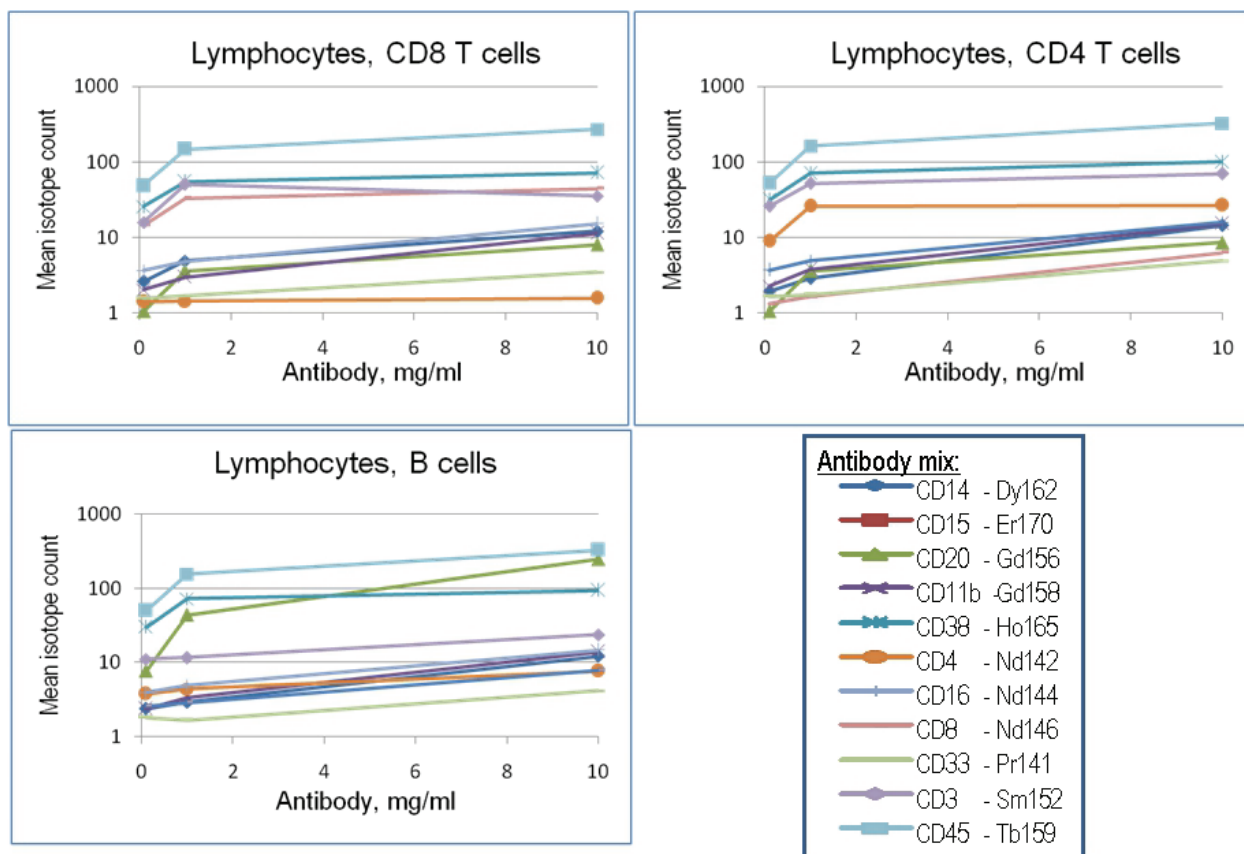 Lymphocytes, CD8 T cells
1000
100
10
1
0
2
4
6
8
10
Mean isotope count
Antibody, mg/ml
Lymphocytes, CD4 T cells
1000
100
10
1
0
2
4
6
8
10
Mean isotope count
Antibody, mg/ml
Lymphocytes, B cells
1000
100
10
1
0
2
4
6
8
10
Mean isotope count
Antibody, mg/ml
Antibody mix:
CD14 - Dy162
CD15 - Er170
CD20 - Gd156
CD11b -Gd158
CD38 - Ho165
CD4 - Nd142
CD16 - Nd144
CD8 - Nd146
CD33 - Pr141
CD3 - Sm152
CD45 - Tb159